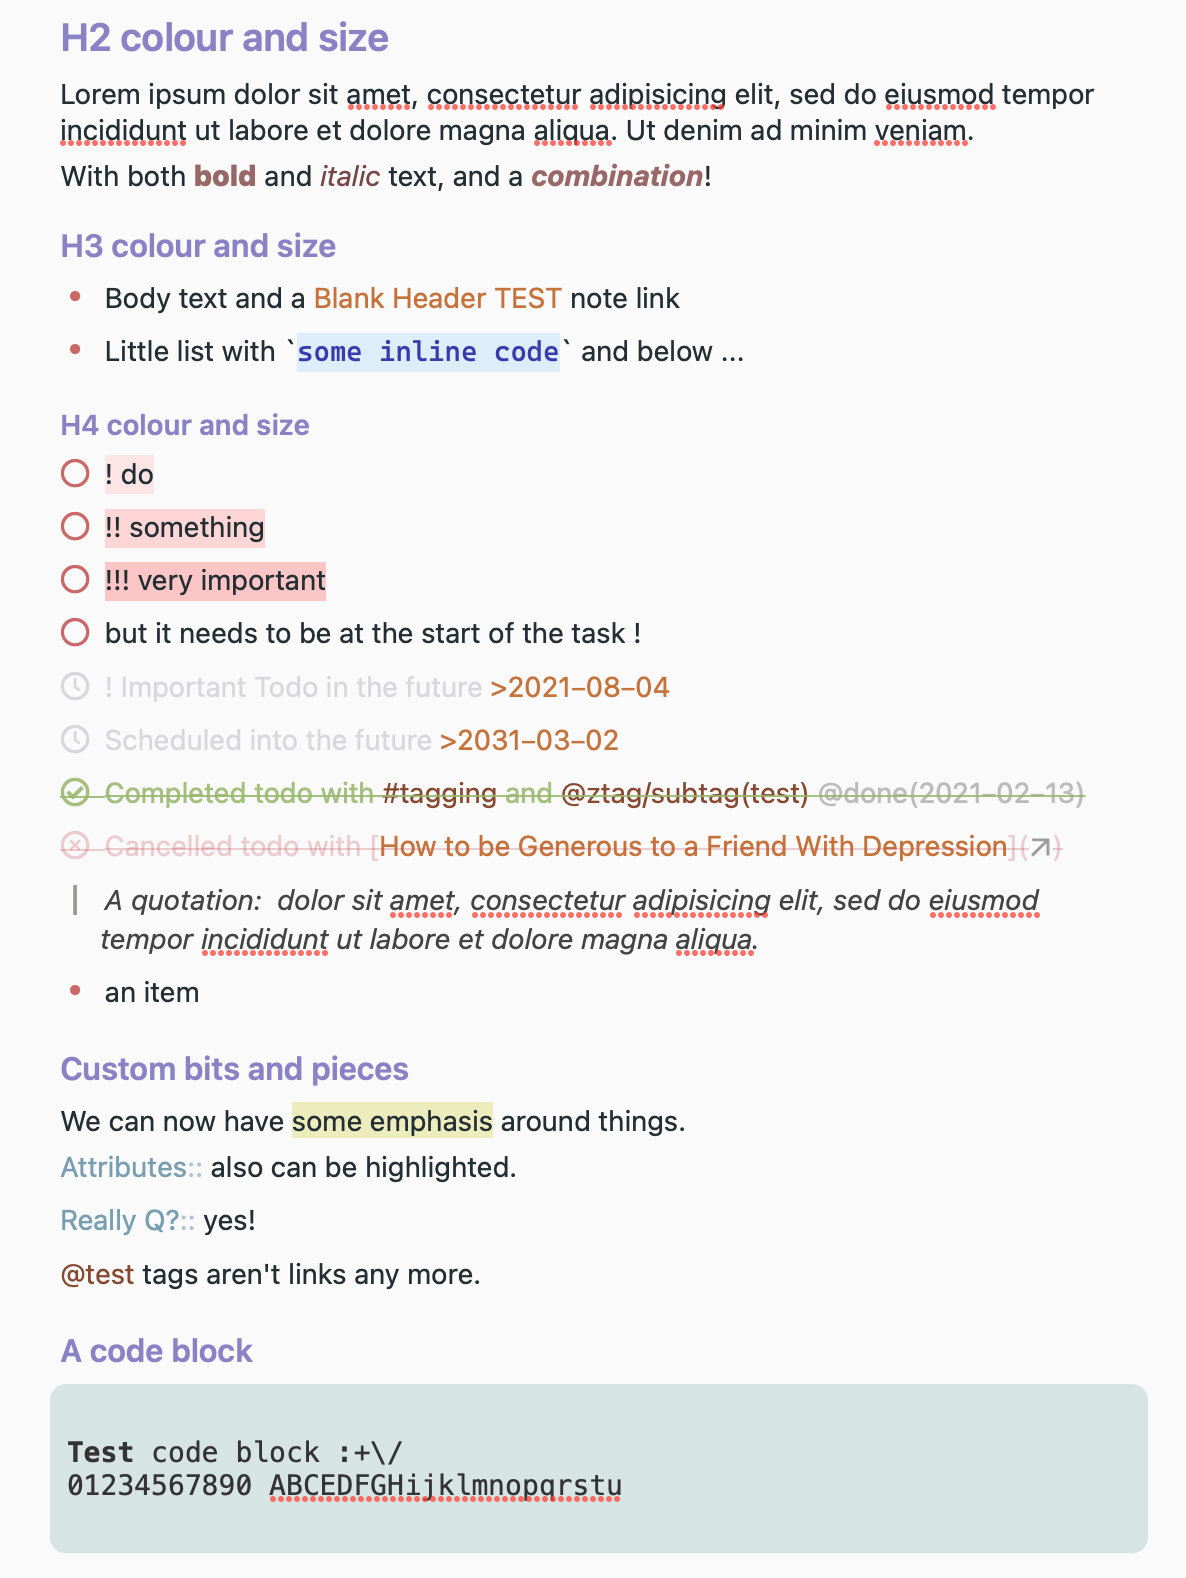 H2 colour and size
Lorem ipsum dolor sit amet, consectetur adipisicing elit, sed do eiusmod tempor
incididunt ut labore et dolore magna aliqua. Ut denim ad minim veniam.
With both bold and italic text, and a combination!
H3 colour and size
• Body text and a Blank Header TEST note link
• Little list with `some inline code` and below ...
H4 colour and size
! do
!! something
!!! very important
but it needs to be at the start of the task !
! Important Todo in the future >2021-08-04
Scheduled into the future >2031-03-02
Completed todo with #tagging and @ztag/subtag(test) @done(2021-02-13)
Cancelled todo with [How to be Generous to a Friend With Depression](↗)
A quotation:  dolor sit amet, consectetur adipisicing elit, sed do eiusmod
tempor incididunt ut labore et dolore magna aliqua.
• an item
Custom bits and pieces
We can now have some emphasis around things.
Attributes:: also can be highlighted.
Really Q?:: yes!
@test tags aren't links any more.
A code block
Test code block :+\/
01234567890 ABCEDFGHijklmnopqrstu